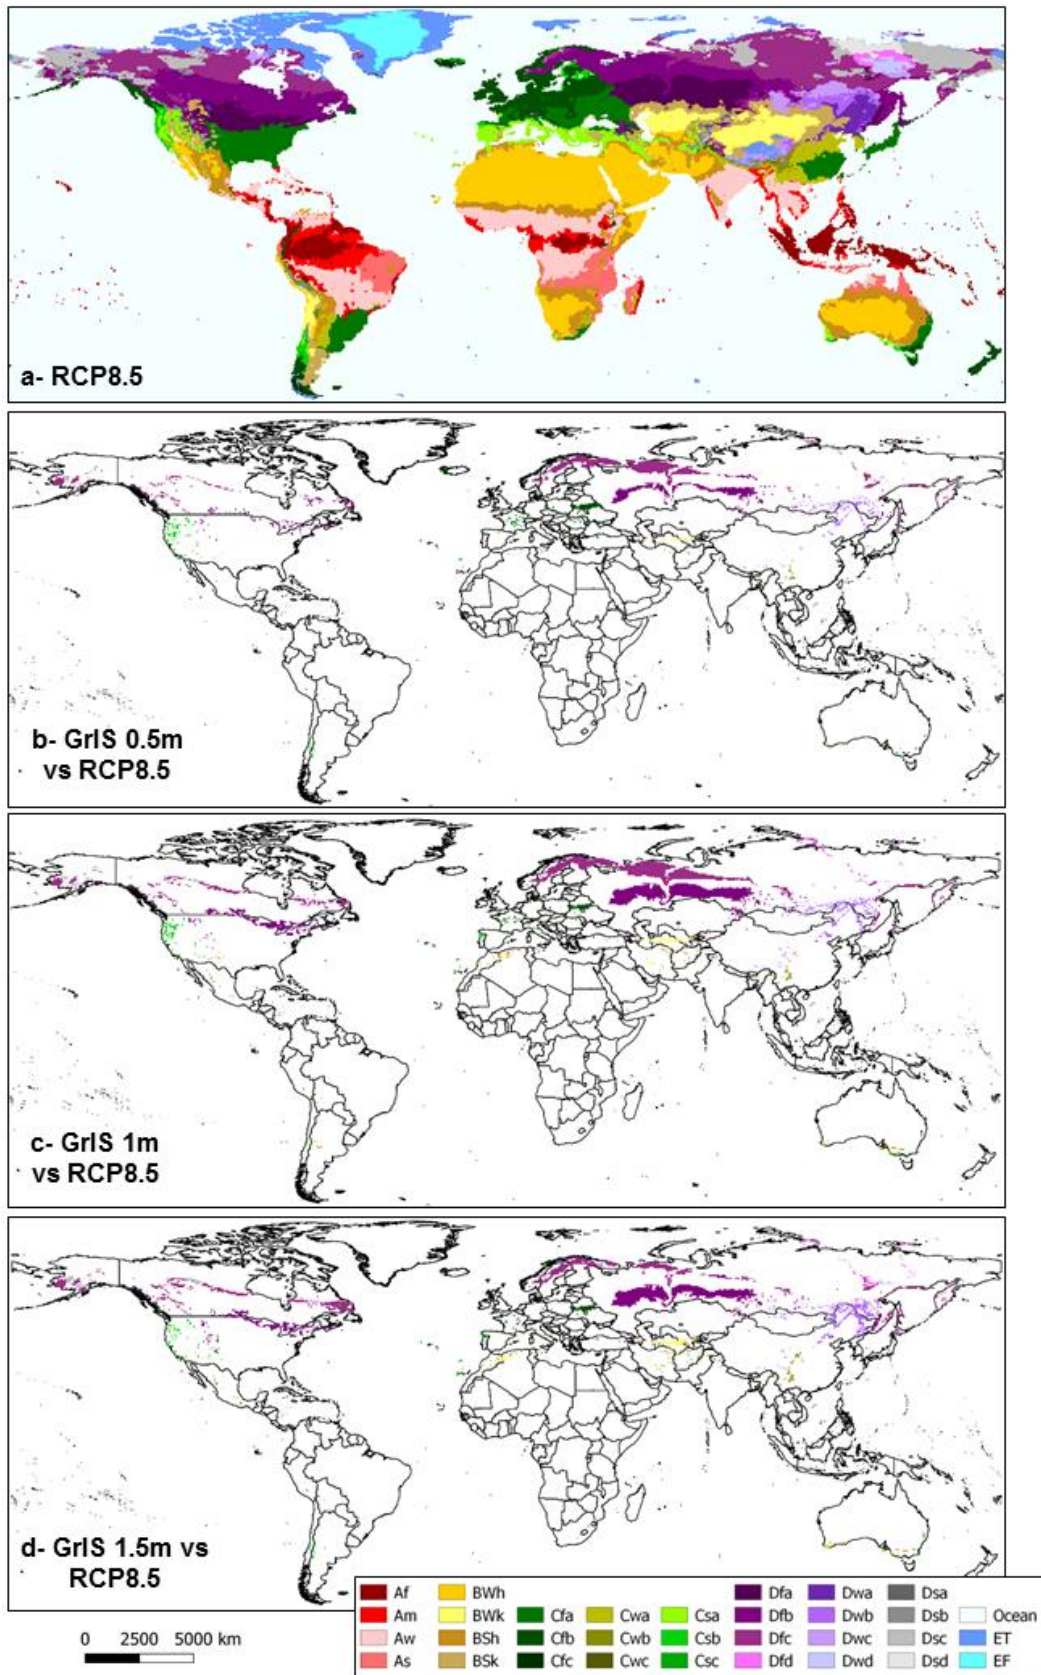 a- RCP8.5
b- GrIS 0.5m
vs RCP8.5
c- GrIS 1m
vs RCP8.5
d- GrIS 1.5m vs
RCP8.5
0 2500 5000 km
Af BWh Dfa Dwa Dsa
Am BWk Cfa Cwa Csa Dfb Dwb Dsb Ocean
Aw BSh Cfb Cwb Csb Dfc Dwc Dsc ET
As BSk Cfc Cwc Csc Dfd Dwd Dsd EF